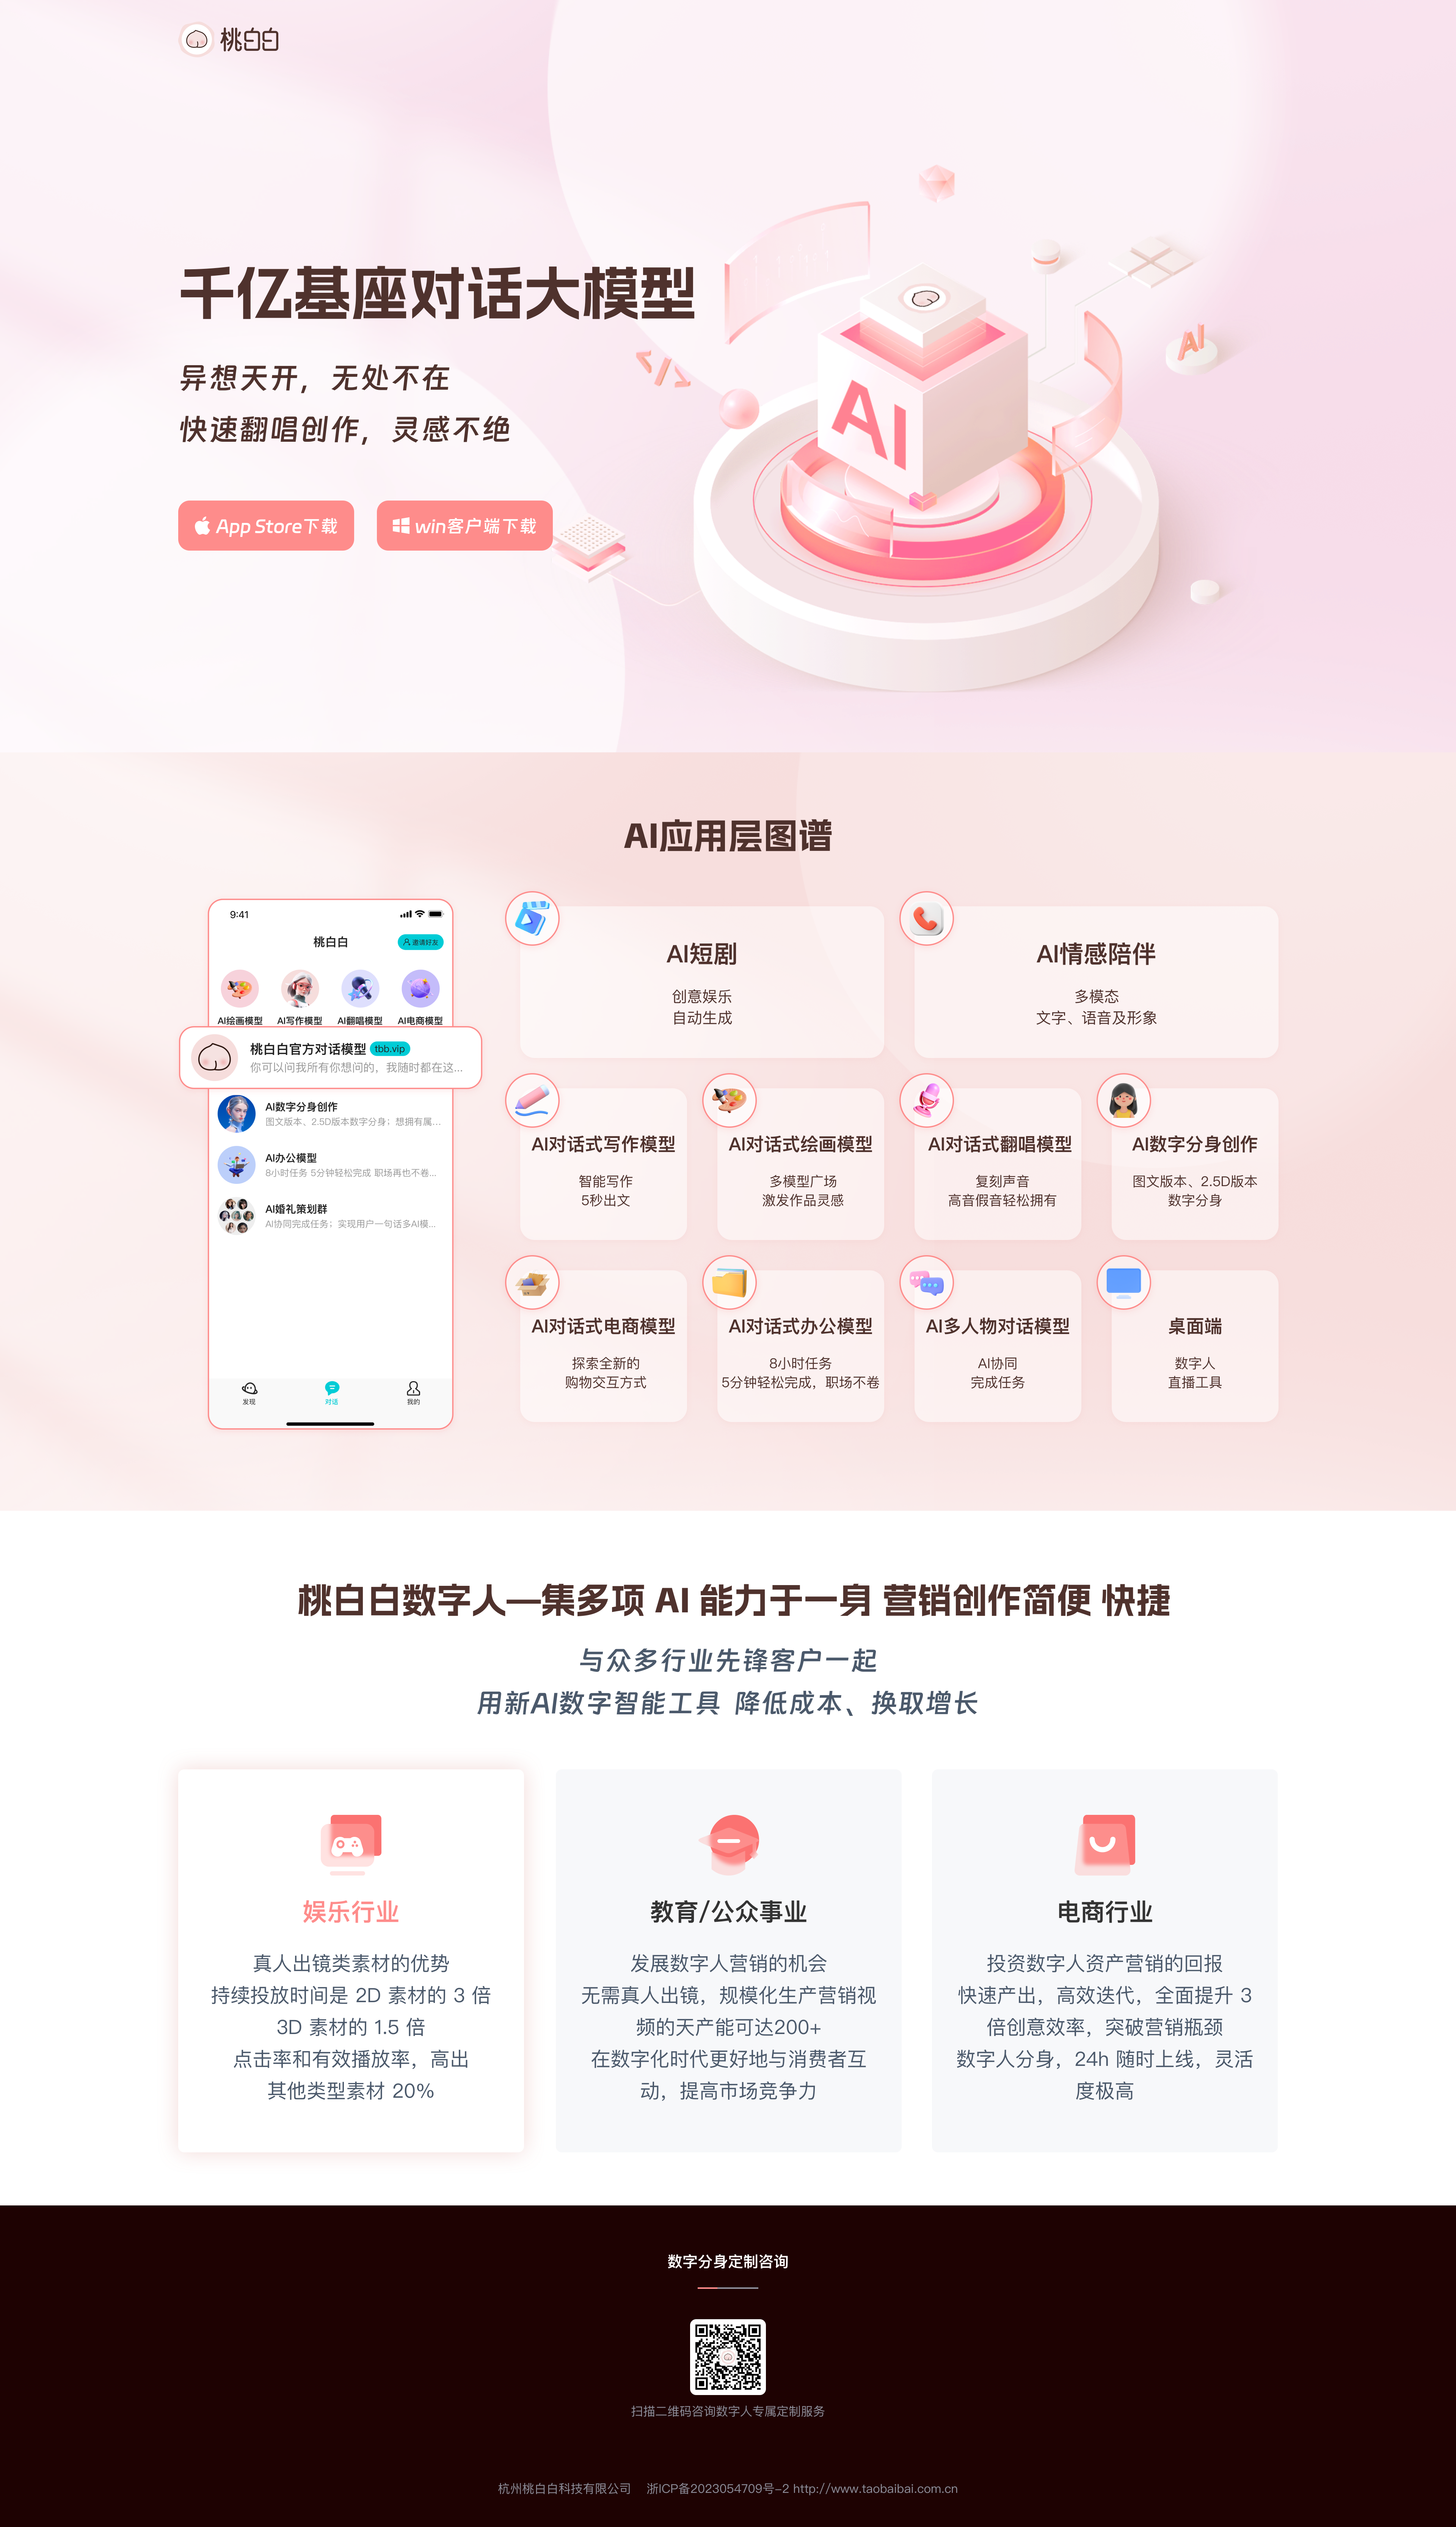 桃白白
千亿基座对话大模型
异想天开，无处不在
快速翻唱创作，灵感不绝
App Store下载
win客户端下载
</>
AI
AI
AI应用层图谱
9:41
桃白白
邀请好友
AI绘画模型
AI写作模型
AI翻唱模型
AI电商模型
桃白白官方对话模型 tbb.vip
你可以问我所有你想问的，我随时都在这...
AI数字分身创作
图文版本、2.5D版本数字分身；想拥有属...
AI办公模型
8小时任务 5分钟轻松完成 职场再也不卷...
AI婚礼策划群
AI协同完成任务；实现用户一句话多AI模...
发现
对话
我的
AI短剧
创意娱乐
自动生成
AI情感陪伴
多模态
文字、语音及形象
AI对话式写作模型
智能写作
5秒出文
AI对话式绘画模型
多模型广场
激发作品灵感
AI对话式翻唱模型
复刻声音
高音假音轻松拥有
AI数字分身创作
图文版本、2.5D版本
数字分身
AI对话式电商模型
探索全新的
购物交互方式
AI对话式办公模型
8小时任务
5分钟轻松完成，职场不卷
AI多人物对话模型
AI协同
完成任务
桌面端
数字人
直播工具
桃白白数字人—集多项 AI 能力于一身 营销创作简便 快捷
与众多行业先锋客户一起
用新AI数字智能工具 降低成本、换取增长
娱乐行业
真人出镜类素材的优势
持续投放时间是 2D 素材的 3 倍
3D 素材的 1.5 倍
点击率和有效播放率，高出
其他类型素材 20%
教育/公众事业
发展数字人营销的机会
无需真人出镜，规模化生产营销视
频的天产能可达200+
在数字化时代更好地与消费者互
动，提高市场竞争力
电商行业
投资数字人资产营销的回报
快速产出，高效迭代，全面提升 3
倍创意效率，突破营销瓶颈
数字人分身，24h 随时上线，灵活
度极高
数字分身定制咨询
扫描二维码咨询数字人专属定制服务
杭州桃白白科技有限公司 浙ICP备2023054709号-2 http://www.taobaibai.com.cn